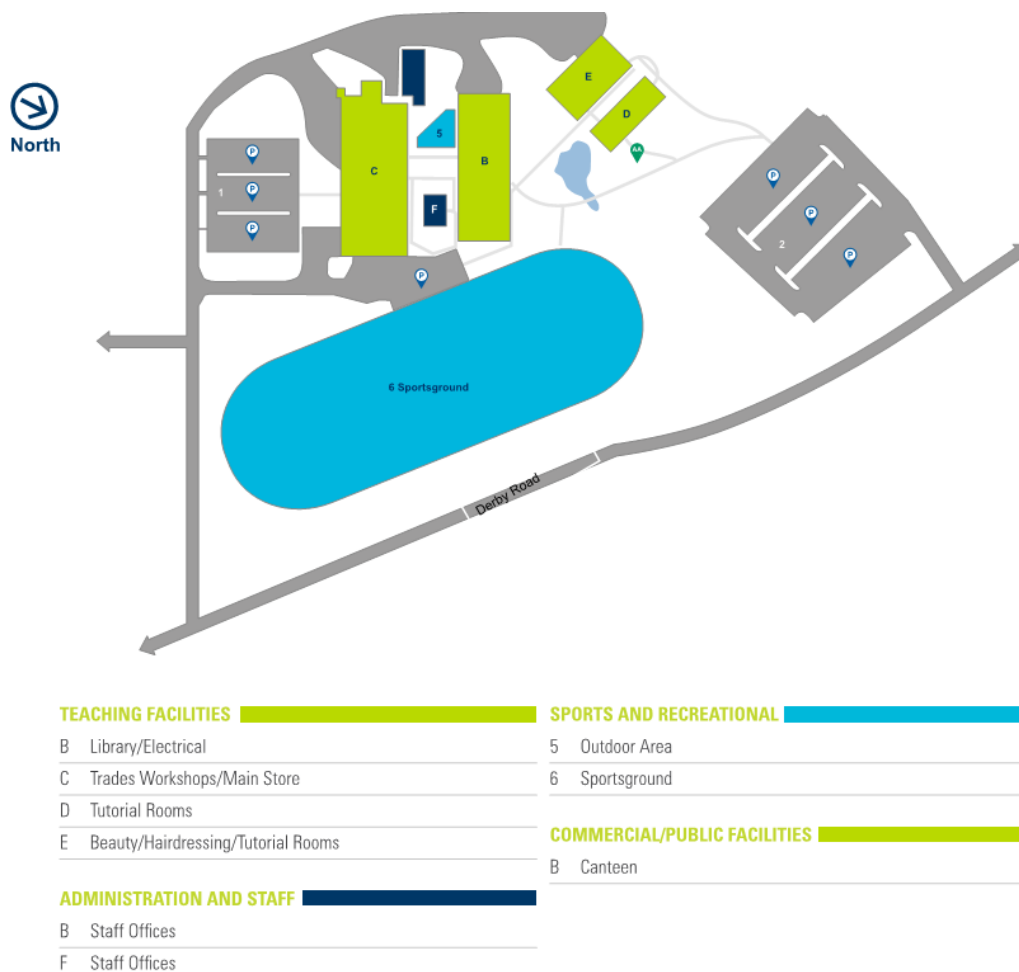 E
D
AA
North
P
5
C
B
P
1
P
F
P
2
P
P
P
P
6 Sportsground
Derby Road
TEACHING FACILITIES
B Library/Electrical
C Trades Workshops/Main Store
D Tutorial Rooms
E Beauty/Hairdressing/Tutorial Rooms
ADMINISTRATION AND STAFF
B Staff Offices
F Staff Offices
SPORTS AND RECREATIONAL
5 Outdoor Area
6 Sportsground
COMMERCIAL/PUBLIC FACILITIES
B Canteen